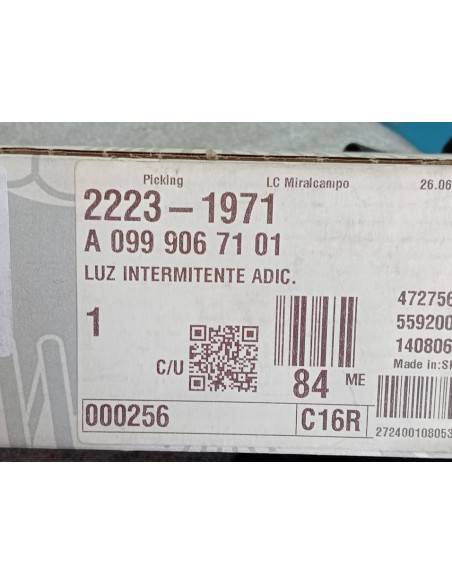 Picking LC Miralcampo 26.06
2223-1971
A 099 906 71 01
LUZ INTERMITENTE ADIC.
1
C/U
84 ME
472756
559200
140806
Made in:SK
000256 C16R
272400108053